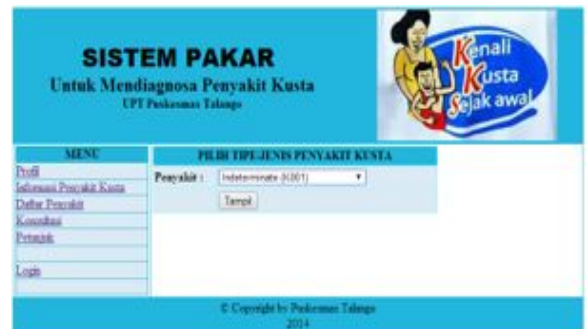 SISTEM PAKAR
Untuk Mendiagnosa Penyakit Kusta
UPT Puskesmas Talango
Kenali
Kusta
Sejak awal
MENU
Profil
Informasi Penyakit Kusta
Daftar Penyakit
Konsultasi
Petunjuk
Login
PILIH TIPE-JENIS PENYAKIT KUSTA
Penyakit : Indeterminate (K001)
Tampil
© Copyright by Puskesmas Talango
2014